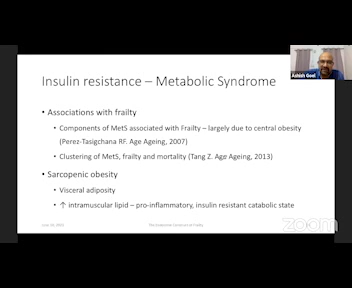 Ashish Goel
Insulin resistance – Metabolic Syndrome
• Associations with frailty
• Components of MetS associated with Frailty – largely due to central obesity
(Perez-Tasigchana RF. Age Ageing, 2007)
• Clustering of MetS, frailty and mortality (Tang Z. Age Ageing, 2013)
• Sarcopenic obesity
• Visceral adiposity
• ↑ intramuscular lipid – pro-inflammatory, insulin resistant catabolic state
of Frailty
zoom